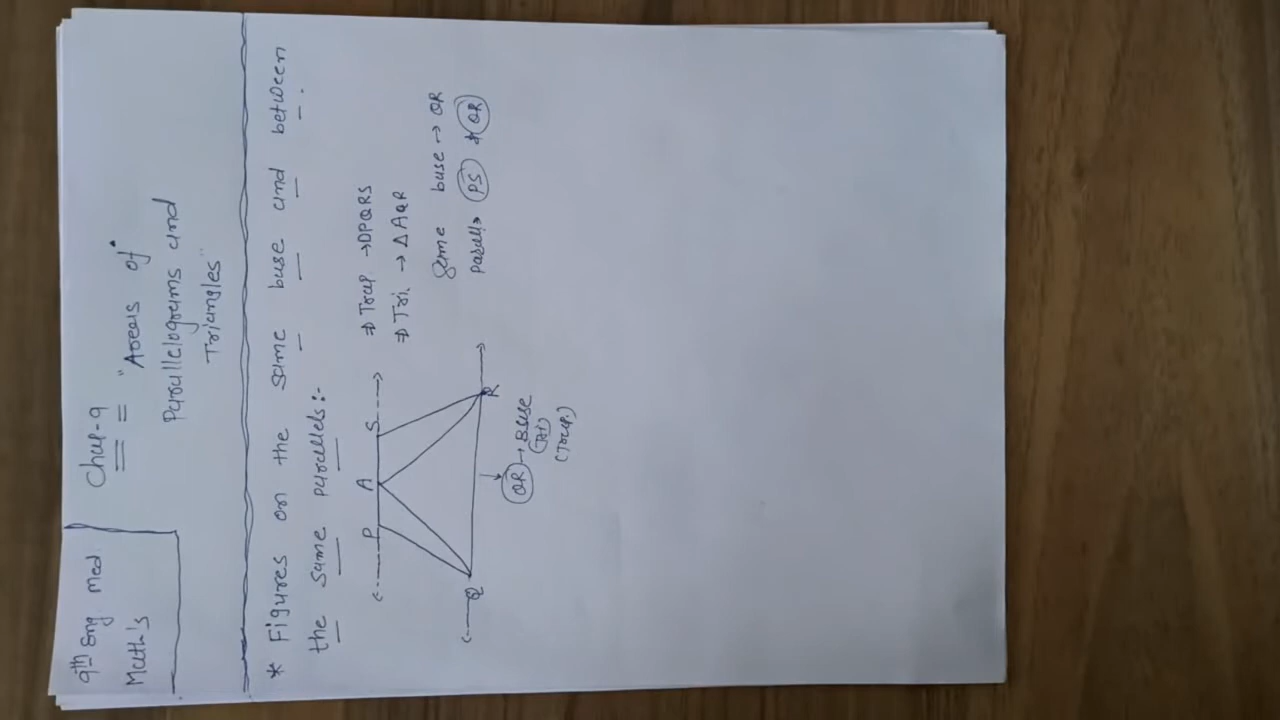 9th Eng med.
Math's
Chap-9
"Areas of
Parallelograms and
Triangles"
* Figures on the same base and between
the same parallels:-
P A S
Q R
QR → Base
(Tri)
(Trap.)
⇒ Trap → □PQRS
⇒ Tri. → △AQR
Same base → QR
Parall → PS & QR